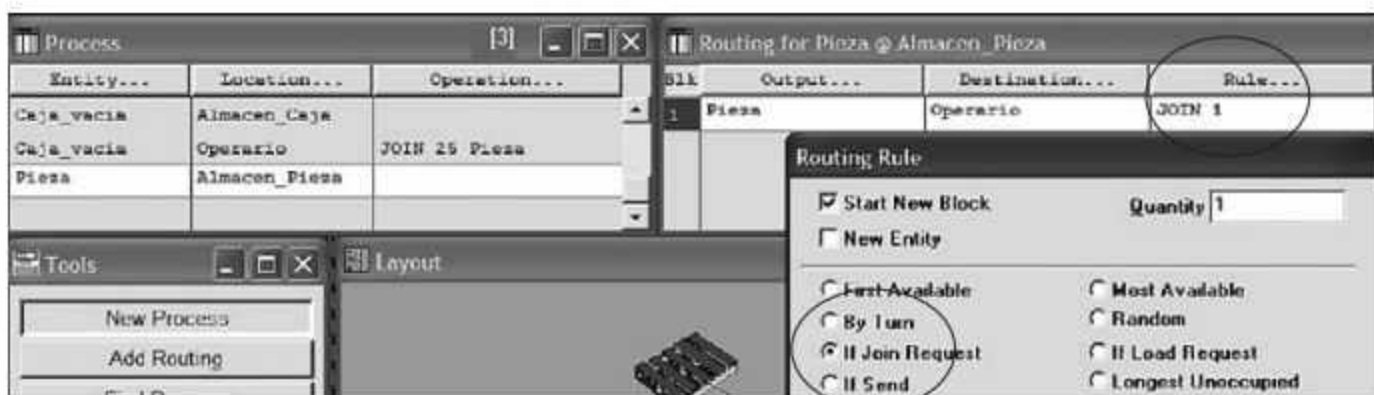 Process [3]
Entity... Location... Operation...
Caja_vacia Almacen_Caja
Caja_vacia Operario JOIN 25 Pieza
Pieza Almacen_Pieza
Routing for Pieza @ Almacen_Pieza
Blk Output... Destination... Rule...
1 Pieza Operario JOIN 1
Routing Rule
Start New Block Quantity 1
New Entity
First Available Most Available
By Turn Random
If Join Request If Load Request
If Send Longest Unoccupied
Tools
New Process
Add Routing
Layout